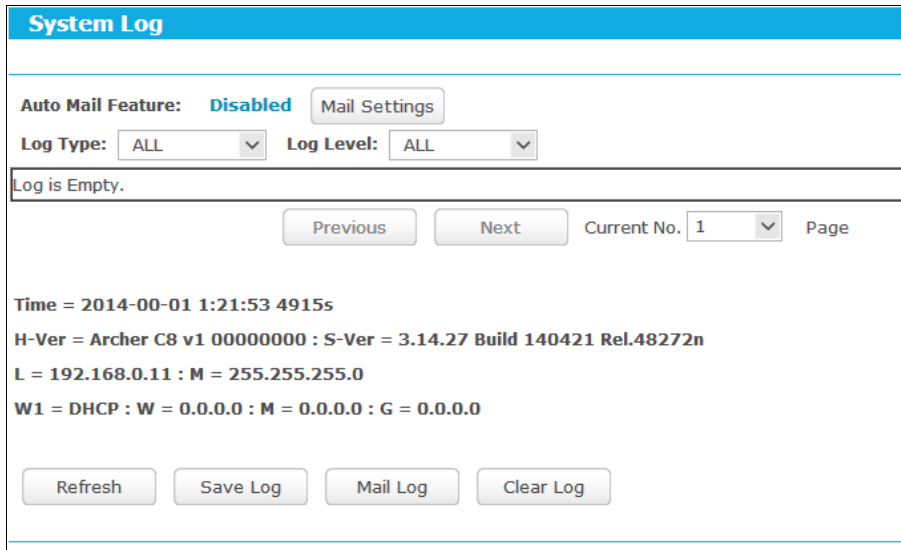 System Log
Auto Mail Feature: Disabled Mail Settings
Log Type: ALL Log Level: ALL
Log is Empty.
Previous Next Current No. 1 Page
Time = 2014-00-01 1:21:53 4915s
H-Ver = Archer C8 v1 00000000 : S-Ver = 3.14.27 Build 140421 Rel.48272n
L = 192.168.0.11 : M = 255.255.255.0
W1 = DHCP : W = 0.0.0.0 : M = 0.0.0.0 : G = 0.0.0.0
Refresh Save Log Mail Log Clear Log